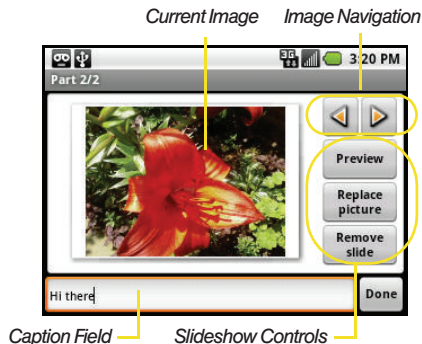 Current Image Image Navigation
3G 3:20 PM
Part 2/2
Preview
Replace
picture
Remove
slide
Hi there Done
Caption Field Slideshow Controls